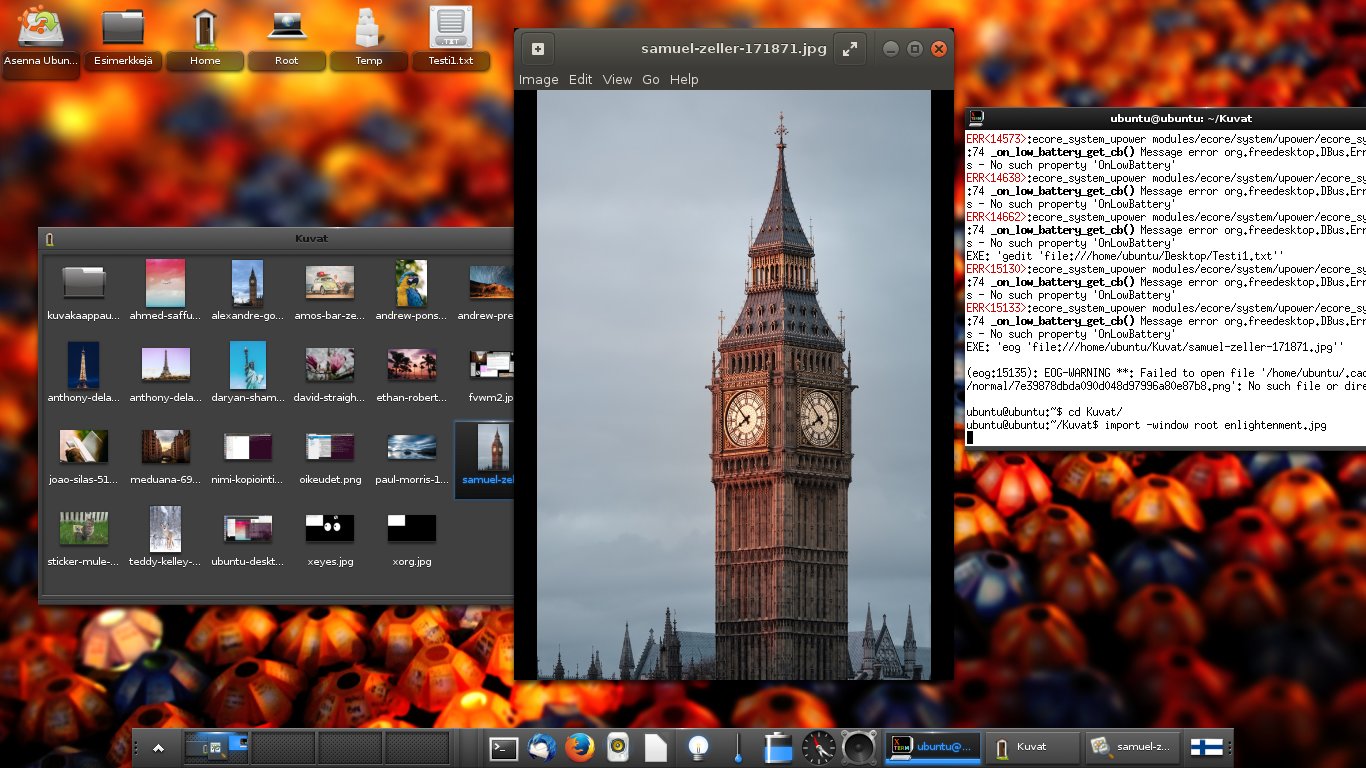 Asenna Ubun...
Esimerkkejä
Home
Root
Temp
.TXT
Testi1.txt
samuel-zeller-171871.jpg
Image Edit View Go Help
ubuntu@ubuntu: ~/Kuvat
ERR<14573>:ecore_system_upower modules/ecore/system/upower/ecore_sy
:74 _on_low_battery_get_cb() Message error org.freedesktop.DBus.Err
s - No such property 'OnLowBattery'
ERR<14638>:ecore_system_upower modules/ecore/system/upower/ecore_sy
:74 _on_low_battery_get_cb() Message error org.freedesktop.DBus.Err
s - No such property 'OnLowBattery'
ERR<14662>:ecore_system_upower modules/ecore/system/upower/ecore_sy
:74 _on_low_battery_get_cb() Message error org.freedesktop.DBus.Err
s - No such property 'OnLowBattery'
EXE: 'gedit 'file:///home/ubuntu/Desktop/Testi1.txt''
ERR<15130>:ecore_system_upower modules/ecore/system/upower/ecore_sy
:74 _on_low_battery_get_cb() Message error org.freedesktop.DBus.Err
s - No such property 'OnLowBattery'
ERR<15133>:ecore_system_upower modules/ecore/system/upower/ecore_sy
:74 _on_low_battery_get_cb() Message error org.freedesktop.DBus.Err
s - No such property 'OnLowBattery'
EXE: 'eog 'file:///home/ubuntu/Kuvat/samuel-zeller-171871.jpg''
(eog:15135): EOG-WARNING **: Failed to open file '/home/ubuntu/.cac
/normal/7e39878dbda090d048d97996a80e87b8.png': No such file or dire
ubuntu@ubuntu:~$ cd Kuvat/
ubuntu@ubuntu:~/Kuvat$ import -window root enlightenment.jpg
Kuvat
kuvakaappau...
ahmed-saffu...
alexandre-go...
amos-bar-ze...
andrew-pons...
andrew-pre
anthony-dela...
anthony-dela...
daryan-sham...
david-straigh...
ethan-robert...
fvwm2.jp
joao-silas-51...
meduana-69...
nimi-kopiointi...
oikeudet.png
paul-morris-1...
samuel-zel
sticker-mule-...
teddy-kelley-...
ubuntu-deskt...
xeyes.jpg
xorg.jpg
X TERM
ubuntu@...
Kuvat
samuel-z...